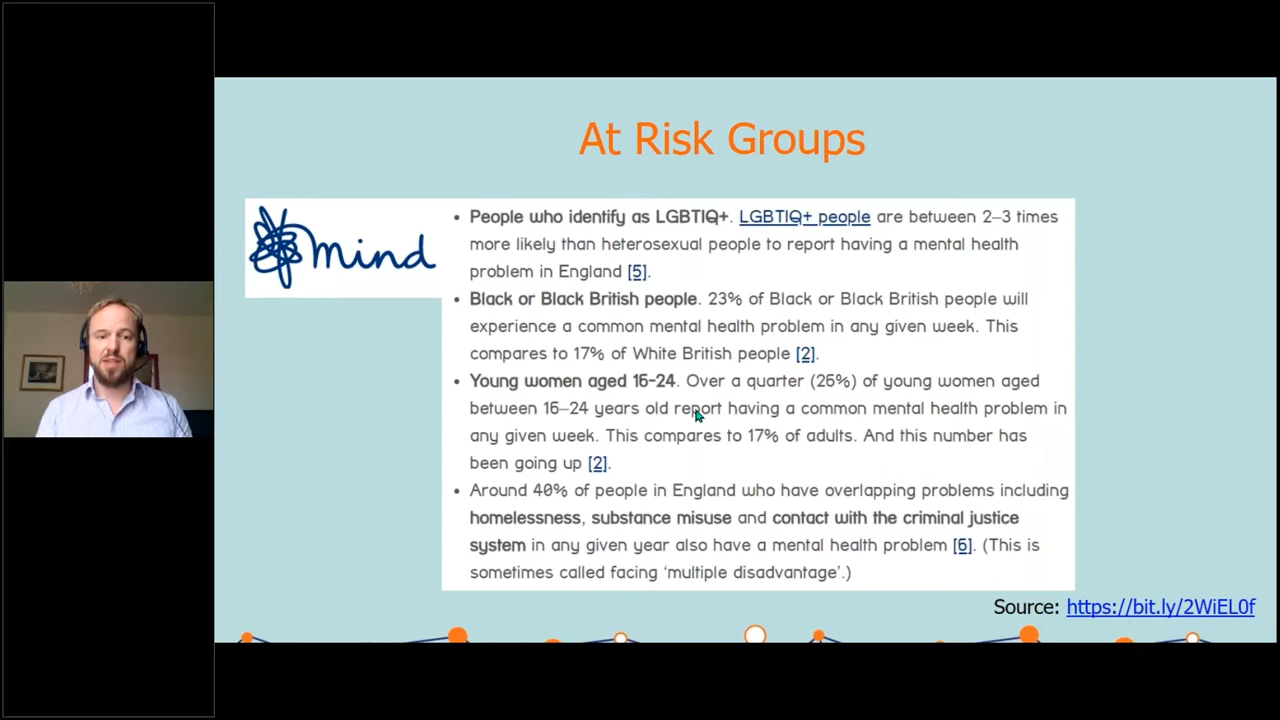 At Risk Groups
mind
• People who identify as LGBTIQ+. LGBTIQ+ people are between 2–3 times
more likely than heterosexual people to report having a mental health
problem in England [5].
• Black or Black British people. 23% of Black or Black British people will
experience a common mental health problem in any given week. This
compares to 17% of White British people [2].
• Young women aged 16-24. Over a quarter (26%) of young women aged
between 16–24 years old report having a common mental health problem in
any given week. This compares to 17% of adults. And this number has
been going up [2].
• Around 40% of people in England who have overlapping problems including
homelessness, substance misuse and contact with the criminal justice
system in any given year also have a mental health problem [6]. (This is
sometimes called facing ‘multiple disadvantage’.)
Source: https://bit.ly/2WiEL0f